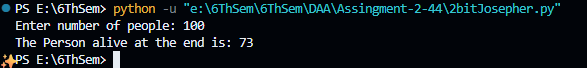 PS E:\6ThSem> python -u "e:\6ThSem\6ThSem\DAA\Assingment-2-44\2bitJosepher.py"
Enter number of people: 100
The Person alive at the end is: 73
PS E:\6ThSem>